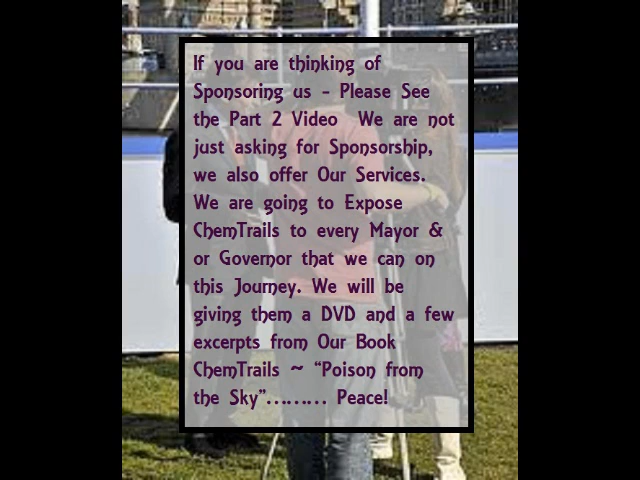 If you are thinking of
Sponsoring us - Please See
the Part 2 Video We are not
just asking for Sponsorship,
we also offer Our Services.
We are going to Expose
ChemTrails to every Mayor &
or Governor that we can on
this Journey. We will be
giving them a DVD and a few
excerpts from Our Book
ChemTrails ~ “Poison from
the Sky”……… Peace!